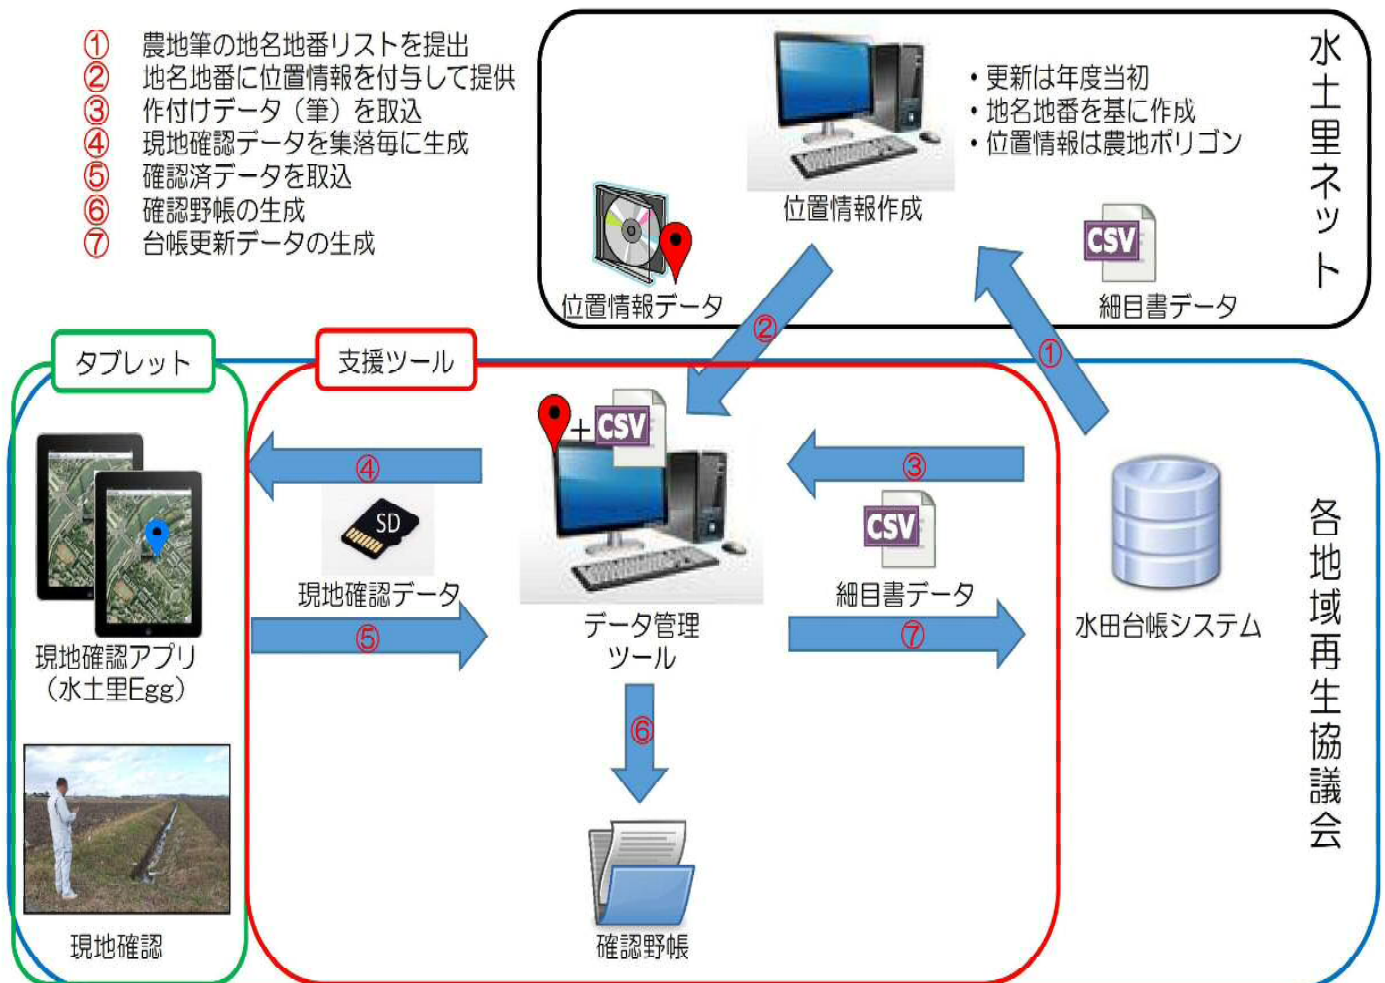 ① 農地筆の地名地番リストを提出
② 地名地番に位置情報を付与して提供
③ 作付けデータ（筆）を取込
④ 現地確認データを集落毎に生成
⑤ 確認済データを取込
⑥ 確認野帳の生成
⑦ 台帳更新データの生成
水土里ネット
・更新は年度当初
・地名地番を基に作成
・位置情報は農地ポリゴン
位置情報作成
CSV
位置情報データ
細目書データ
②
①
タブレット
支援ツール
+
CSV
④
③
SD
CSV
現地確認データ
細目書データ
⑤
⑦
データ管理
ツール
水田台帳システム
各地域再生協議会
現地確認アプリ
（水土里Egg）
⑥
現地確認
確認野帳